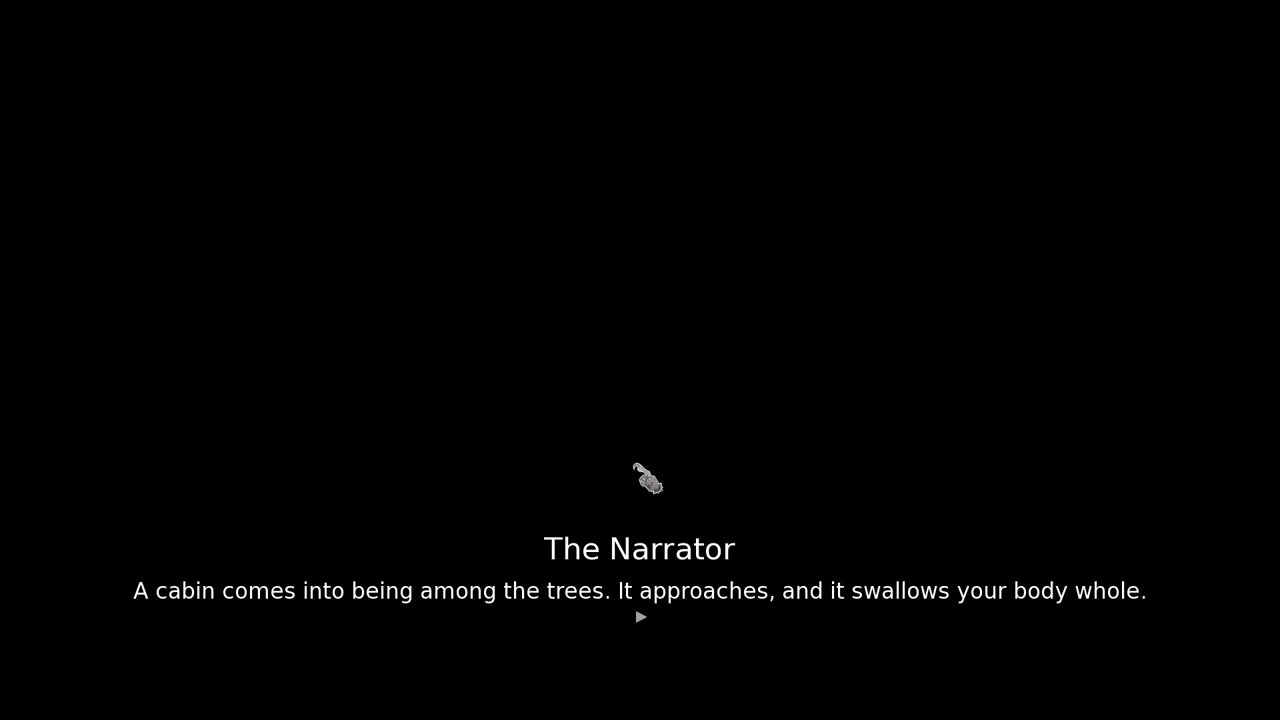 The Narrator
A cabin comes into being among the trees. It approaches, and it swallows your body whole.